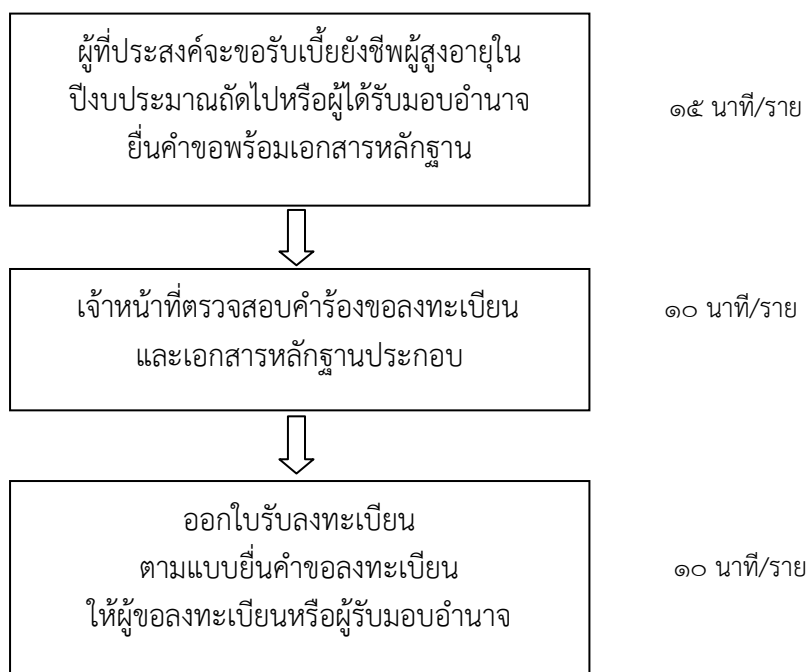 ผู้ที่ประสงค์จะขอรับเบี้ยยังชีพผู้สูงอายุใน
ปีงบประมาณถัดไปหรือผู้ได้รับมอบอำนาจ
ยื่นคำขอพร้อมเอกสารหลักฐาน
๑๕ นาที/ราย
เจ้าหน้าที่ตรวจสอบคำร้องขอลงทะเบียน
และเอกสารหลักฐานประกอบ
๑๐ นาที/ราย
ออกใบรับลงทะเบียน
ตามแบบยื่นคำขอลงทะเบียน
ให้ผู้ขอลงทะเบียนหรือผู้รับมอบอำนาจ
๑๐ นาที/ราย